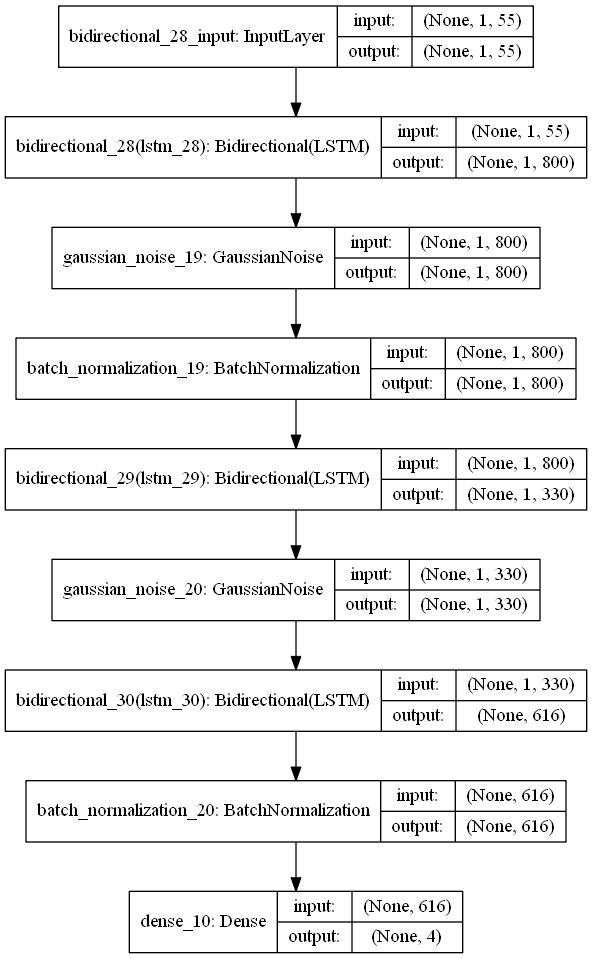 bidirectional_28_input: InputLayer
input: (None, 1, 55)
output: (None, 1, 55)
bidirectional_28(lstm_28): Bidirectional(LSTM)
input: (None, 1, 55)
output: (None, 1, 800)
gaussian_noise_19: GaussianNoise
input: (None, 1, 800)
output: (None, 1, 800)
batch_normalization_19: BatchNormalization
input: (None, 1, 800)
output: (None, 1, 800)
bidirectional_29(lstm_29): Bidirectional(LSTM)
input: (None, 1, 800)
output: (None, 1, 330)
gaussian_noise_20: GaussianNoise
input: (None, 1, 330)
output: (None, 1, 330)
bidirectional_30(lstm_30): Bidirectional(LSTM)
input: (None, 1, 330)
output: (None, 616)
batch_normalization_20: BatchNormalization
input: (None, 616)
output: (None, 616)
dense_10: Dense
input: (None, 616)
output: (None, 4)